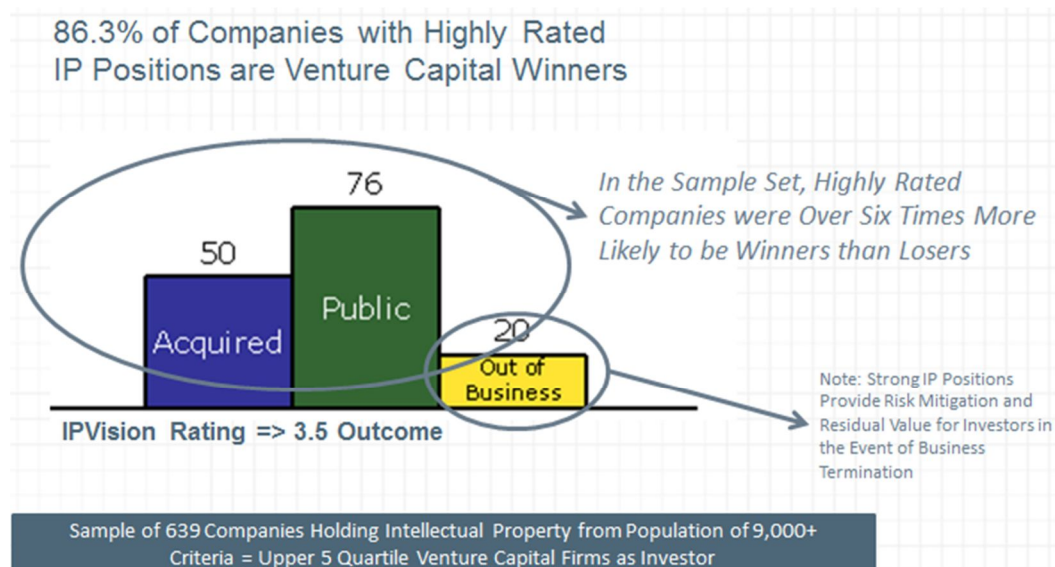 86.3% of Companies with Highly Rated
IP Positions are Venture Capital Winners
76
50
Public
Acquired
20
Out of
Business
IPVision Rating => 3.5 Outcome
In the Sample Set, Highly Rated
Companies were Over Six Times More
Likely to be Winners than Losers
Note: Strong IP Positions
Provide Risk Mitigation and
Residual Value for Investors in
the Event of Business
Termination
Sample of 639 Companies Holding Intellectual Property from Population of 9,000+
Criteria = Upper 5 Quartile Venture Capital Firms as Investor